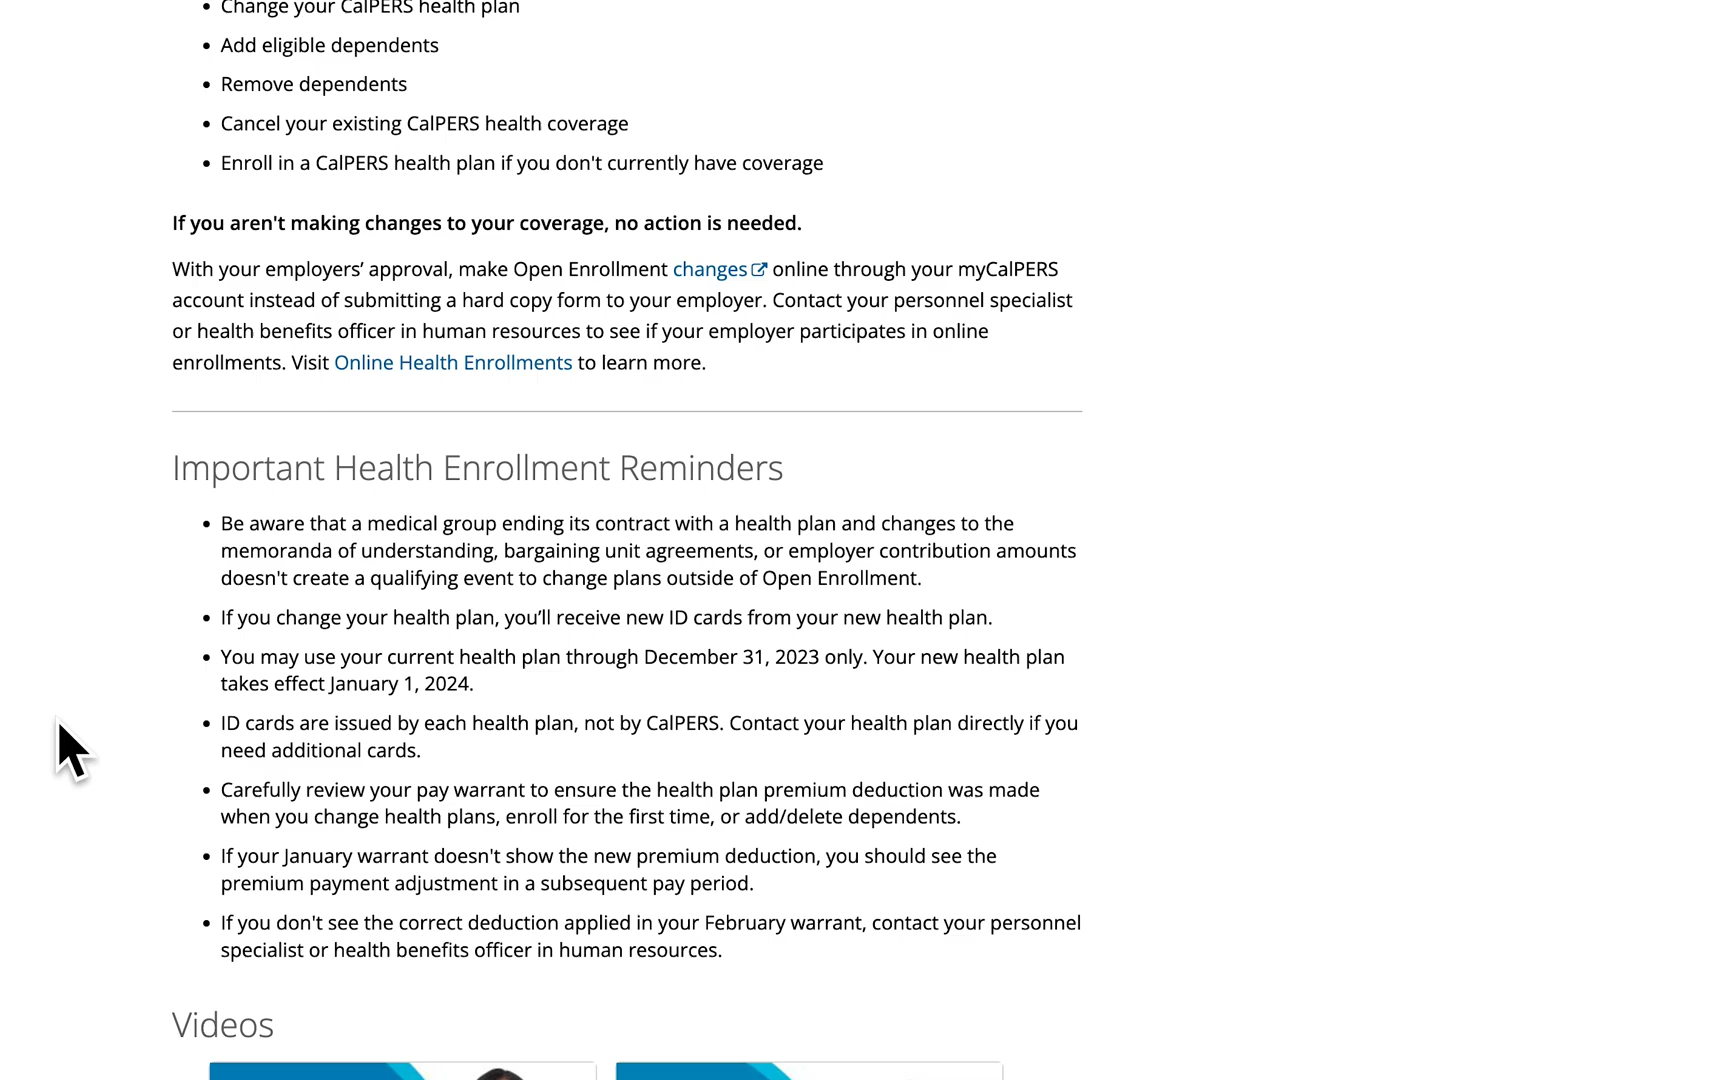 Change your CalPERS health plan
Add eligible dependents
Remove dependents
Cancel your existing CalPERS health coverage
Enroll in a CalPERS health plan if you don't currently have coverage
If you aren't making changes to your coverage, no action is needed.
With your employers’ approval, make Open Enrollment changes online through your myCalPERS
account instead of submitting a hard copy form to your employer. Contact your personnel specialist
or health benefits officer in human resources to see if your employer participates in online
enrollments. Visit Online Health Enrollments to learn more.
Important Health Enrollment Reminders
Be aware that a medical group ending its contract with a health plan and changes to the
memoranda of understanding, bargaining unit agreements, or employer contribution amounts
doesn't create a qualifying event to change plans outside of Open Enrollment.
If you change your health plan, you’ll receive new ID cards from your new health plan.
You may use your current health plan through December 31, 2023 only. Your new health plan
takes effect January 1, 2024.
ID cards are issued by each health plan, not by CalPERS. Contact your health plan directly if you
need additional cards.
Carefully review your pay warrant to ensure the health plan premium deduction was made
when you change health plans, enroll for the first time, or add/delete dependents.
If your January warrant doesn't show the new premium deduction, you should see the
premium payment adjustment in a subsequent pay period.
If you don't see the correct deduction applied in your February warrant, contact your personnel
specialist or health benefits officer in human resources.
Videos